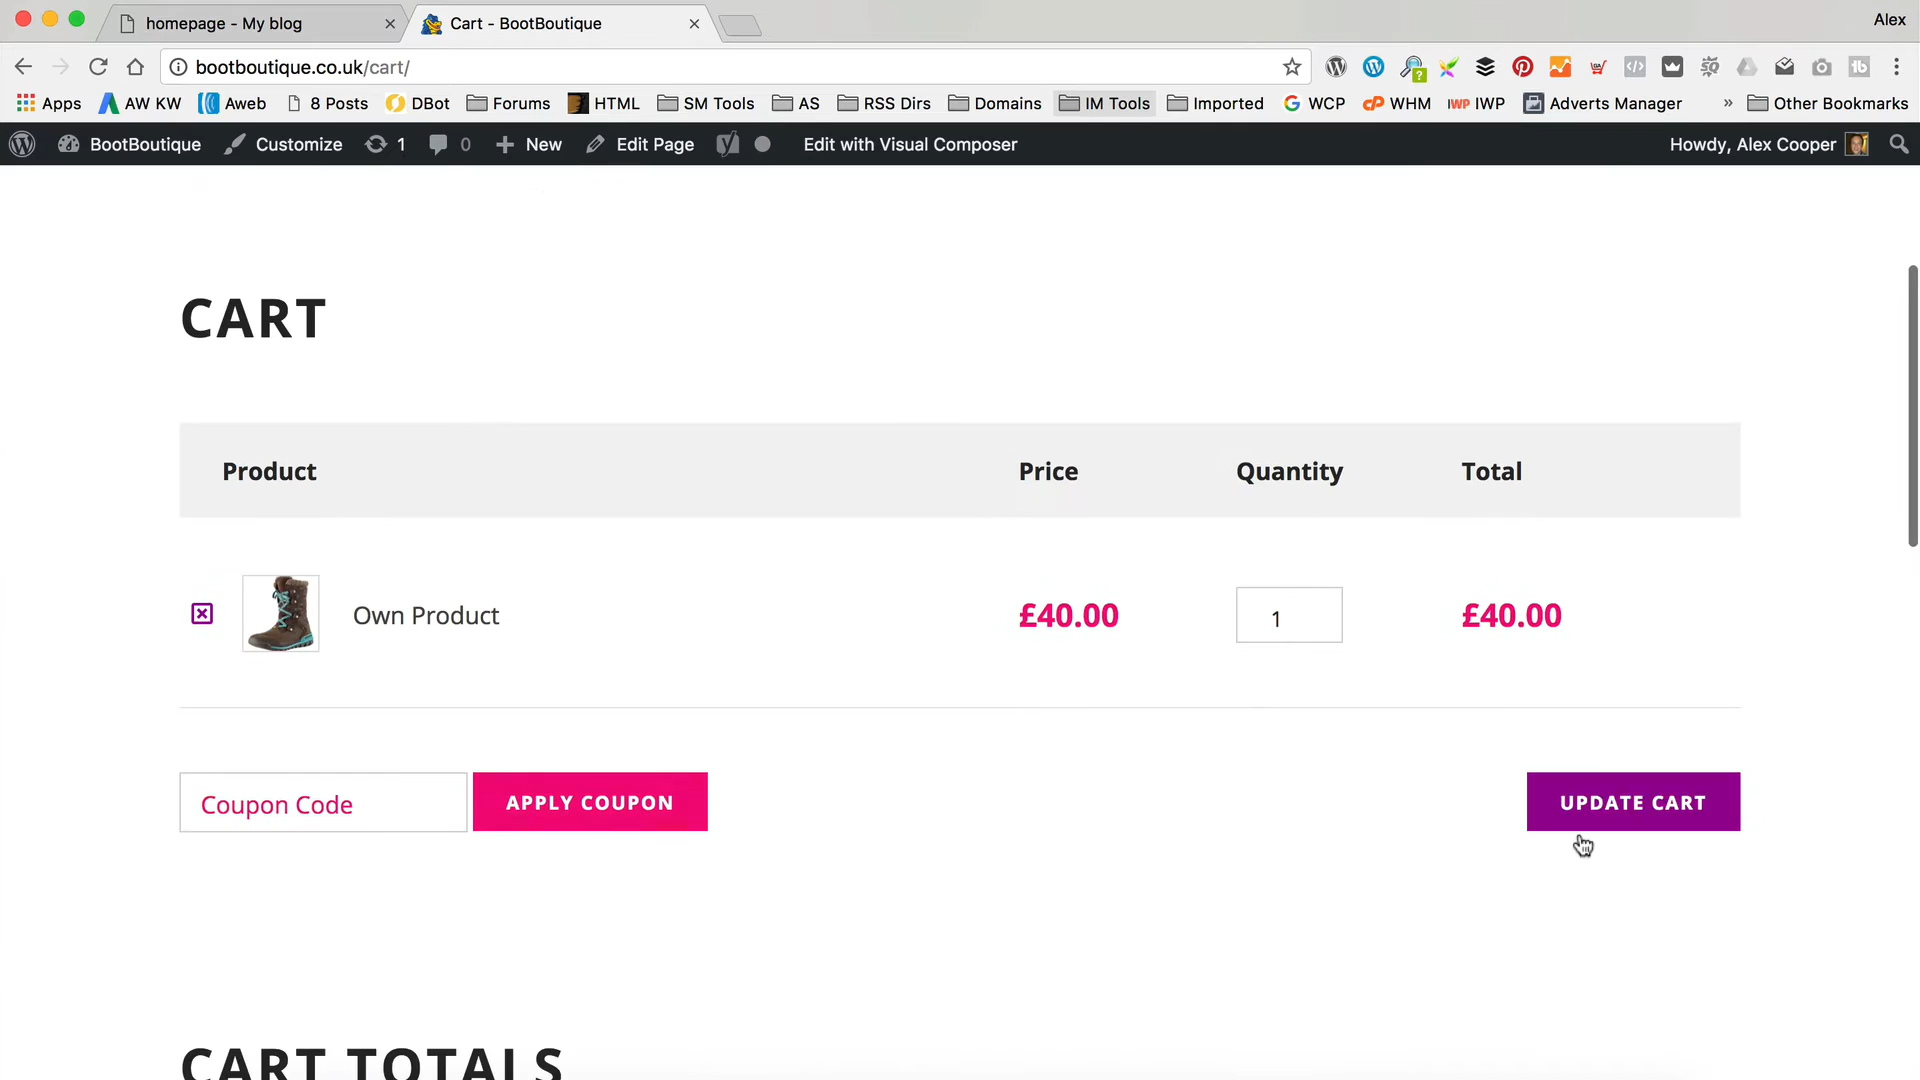 homepage - My blog
Cart - BootBoutique
Alex
bootboutique.co.uk/cart/
Apps AW KW Aweb 8 Posts DBot Forums HTML SM Tools AS RSS Dirs Domains IM Tools Imported WCP WHM IWP IWP Adverts Manager » Other Bookmarks
BootBoutique Customize 1 0 New Edit Page Edit with Visual Composer Howdy, Alex Cooper
CART
Product Price Quantity Total
Own Product £40.00 1 £40.00
Coupon Code APPLY COUPON UPDATE CART
CART TOTALS